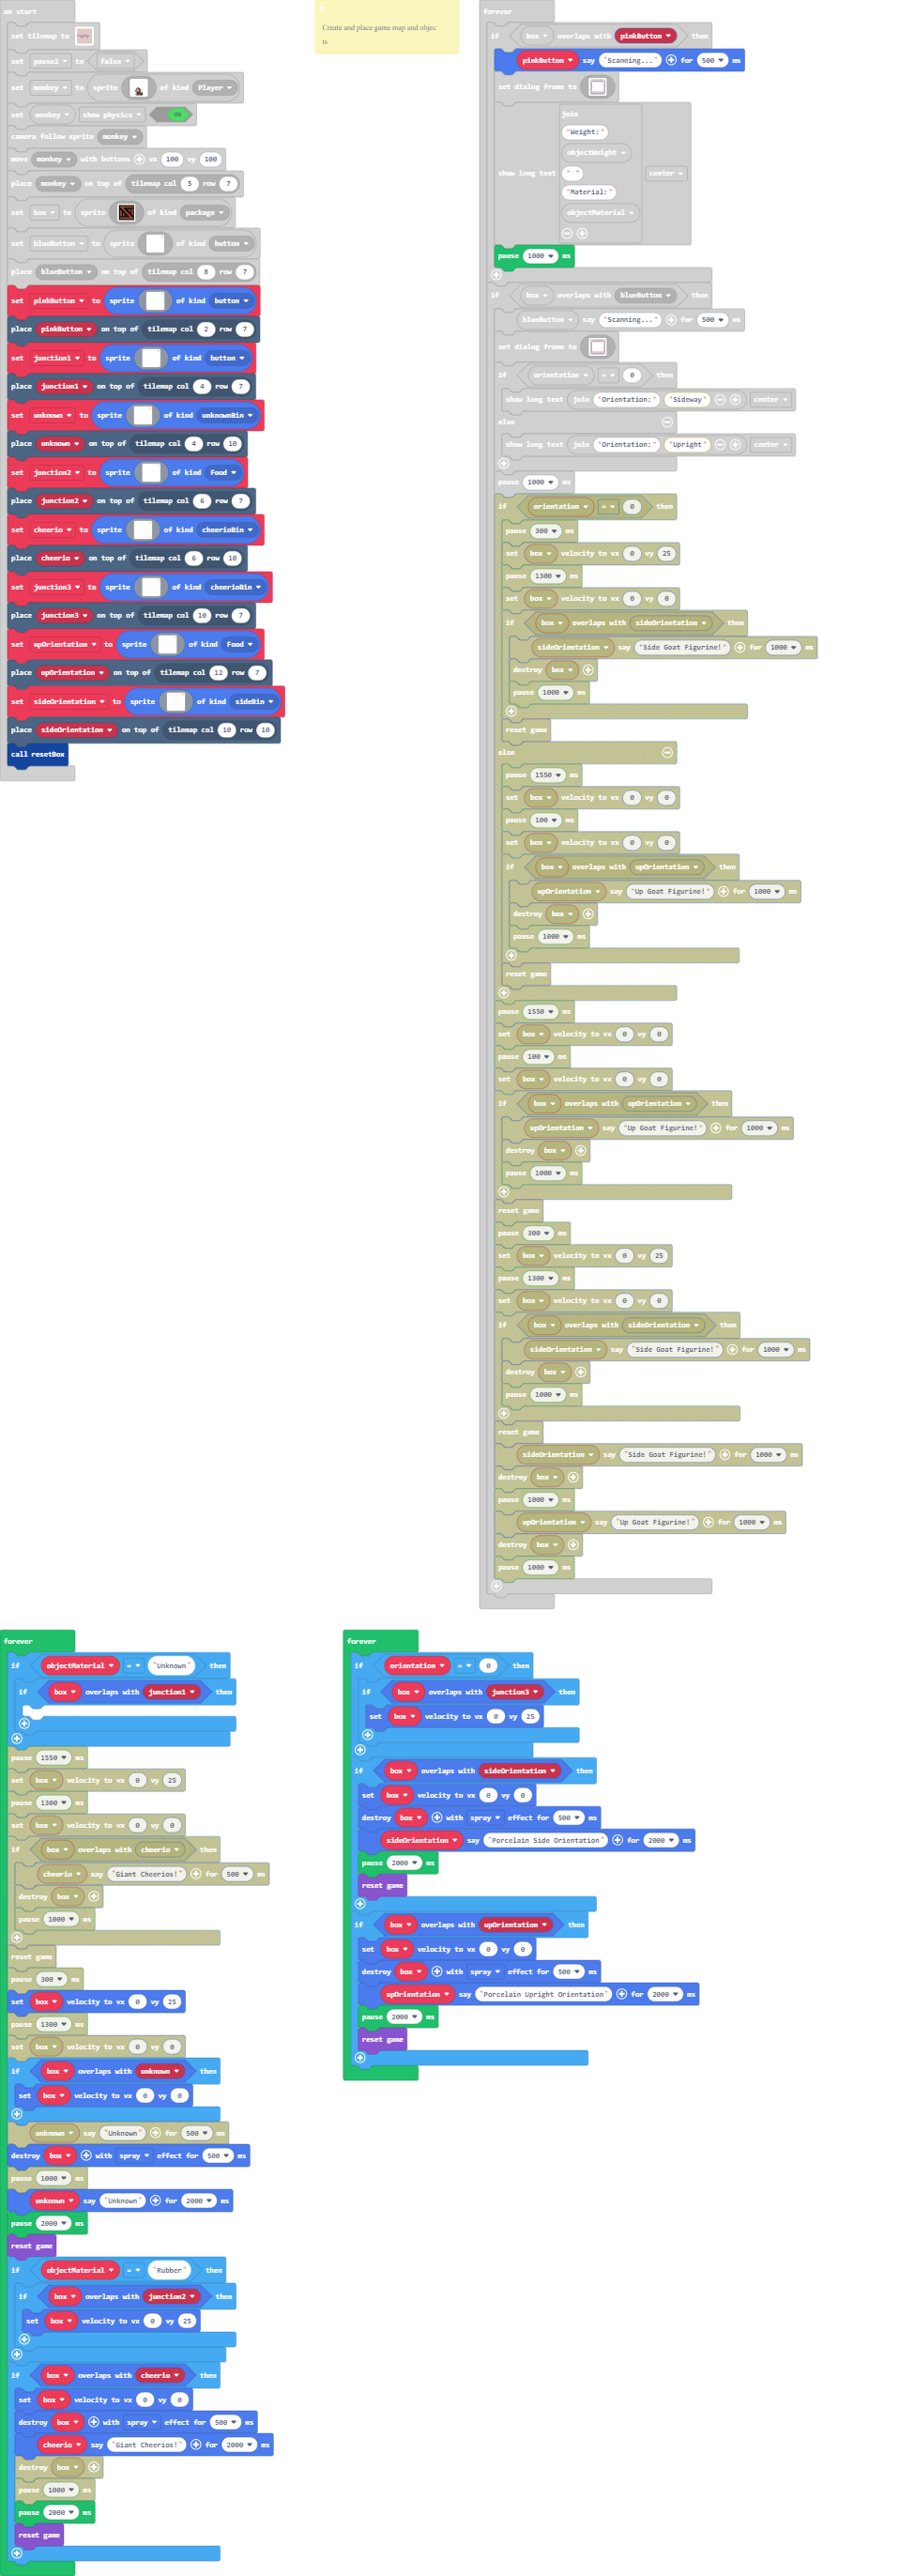 on start
set tilemap to
set pause2 to false
set monkey to sprite of kind Player
set monkey show physics ON
camera follow sprite monkey
move monkey with buttons vx 100 vy 100
place monkey on top of tilemap col 5 row 7
set box to sprite of kind package
set blueButton to sprite of kind button
place blueButton on top of tilemap col 8 row 7
set pinkButton to sprite of kind button
place pinkButton on top of tilemap col 2 row 7
set junction1 to sprite of kind button
place junction1 on top of tilemap col 4 row 7
set unknown to sprite of kind unknownBin
place unknown on top of tilemap col 4 row 10
set junction2 to sprite of kind Food
place junction2 on top of tilemap col 6 row 7
set cheerio to sprite of kind cheerioBin
place cheerio on top of tilemap col 6 row 10
set junction3 to sprite of kind cheerioBin
place junction3 on top of tilemap col 10 row 7
set upOrientation to sprite of kind Food
place upOrientation on top of tilemap col 12 row 7
set sideOrientation to sprite of kind sideBin
place sideOrientation on top of tilemap col 10 row 10
call resetBox
Create and place game map and objec
ts
forever
if box overlaps with pinkButton then
pinkButton say "Scanning..." for 500 ms
set dialog frame to
join
"Weight:"
objectWeight
show long text " " center
"Material:"
objectMaterial
pause 1000 ms
if box overlaps with blueButton then
blueButton say "Scanning..." for 500 ms
set dialog frame to
if orientation = 0 then
show long text join "Orientation:" "Sideway" center
else
show long text join "Orientation:" "Upright" center
pause 1000 ms
if orientation = 0 then
pause 300 ms
set box velocity to vx 0 vy 25
pause 1300 ms
set box velocity to vx 0 vy 0
if box overlaps with sideOrientation then
sideOrientation say "Side Goat Figurine!" for 1000 ms
destroy box
pause 1000 ms
reset game
else
pause 1550 ms
set box velocity to vx 0 vy 0
pause 100 ms
set box velocity to vx 0 vy 0
if box overlaps with upOrientation then
upOrientation say "Up Goat Figurine!" for 1000 ms
destroy box
pause 1000 ms
reset game
pause 1550 ms
set box velocity to vx 0 vy 0
pause 100 ms
set box velocity to vx 0 vy 0
if box overlaps with upOrientation then
upOrientation say "Up Goat Figurine!" for 1000 ms
destroy box
pause 1000 ms
reset game
pause 300 ms
set box velocity to vx 0 vy 25
pause 1300 ms
set box velocity to vx 0 vy 0
if box overlaps with sideOrientation then
sideOrientation say "Side Goat Figurine!" for 1000 ms
destroy box
pause 1000 ms
reset game
sideOrientation say "Side Goat Figurine!" for 1000 ms
destroy box
pause 1000 ms
upOrientation say "Up Goat Figurine!" for 1000 ms
destroy box
pause 1000 ms
forever
if objectMaterial = "Unknown" then
if box overlaps with junction1 then
pause 1550 ms
set box velocity to vx 0 vy 25
pause 1300 ms
set box velocity to vx 0 vy 0
if box overlaps with cheerio then
cheerio say "Giant Cheerios!" for 500 ms
destroy box
pause 1000 ms
reset game
pause 300 ms
set box velocity to vx 0 vy 25
pause 1300 ms
set box velocity to vx 0 vy 0
if box overlaps with unknown then
set box velocity to vx 0 vy 0
unknown say "Unknown" for 500 ms
destroy box with spray effect for 500 ms
pause 1000 ms
unknown say "Unknown" for 2000 ms
pause 2000 ms
reset game
if objectMaterial = "Rubber" then
if box overlaps with junction2 then
set box velocity to vx 0 vy 25
if box overlaps with cheerio then
set box velocity to vx 0 vy 0
destroy box with spray effect for 500 ms
cheerio say "Giant Cheerios!" for 2000 ms
destroy box
pause 1000 ms
pause 2000 ms
reset game
forever
if orientation = 0 then
if box overlaps with junction3 then
set box velocity to vx 0 vy 25
if box overlaps with sideOrientation then
set box velocity to vx 0 vy 0
destroy box with spray effect for 500 ms
sideOrientation say "Porcelain Side Orientation" for 2000 ms
pause 2000 ms
reset game
if box overlaps with upOrientation then
set box velocity to vx 0 vy 0
destroy box with spray effect for 500 ms
upOrientation say "Porcelain Upright Orientation" for 2000 ms
pause 2000 ms
reset game